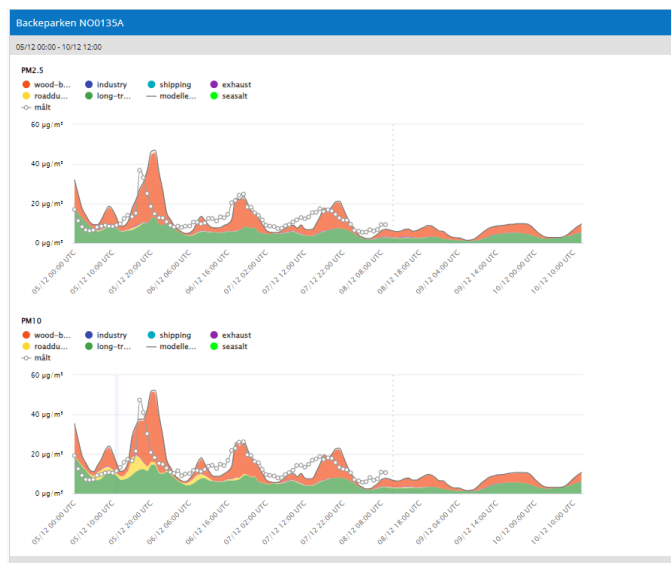 Backeparken NO0135A
05/12 00:00 - 10/12 12:00
PM2.5
wood-b... industry shipping exhaust
roaddu... long-tr... modelle... seasalt
målt
60 µg/m³
40 µg/m³
20 µg/m³
0 µg/m³
05/12 00:00 UTC 05/12 10:00 UTC 05/12 20:00 UTC 06/12 06:00 UTC 06/12 16:00 UTC 07/12 02:00 UTC 07/12 12:00 UTC 07/12 22:00 UTC 08/12 08:00 UTC 08/12 18:00 UTC 09/12 04:00 UTC 09/12 14:00 UTC 10/12 00:00 UTC 10/12 10:00 UTC
PM10
wood-b... industry shipping exhaust
roaddu... long-tr... modelle... seasalt
målt
60 µg/m³
40 µg/m³
20 µg/m³
0 µg/m³
05/12 00:00 UTC 05/12 10:00 UTC 05/12 20:00 UTC 06/12 06:00 UTC 06/12 16:00 UTC 07/12 02:00 UTC 07/12 12:00 UTC 07/12 22:00 UTC 08/12 08:00 UTC 08/12 18:00 UTC 09/12 04:00 UTC 09/12 14:00 UTC 10/12 00:00 UTC 10/12 10:00 UTC